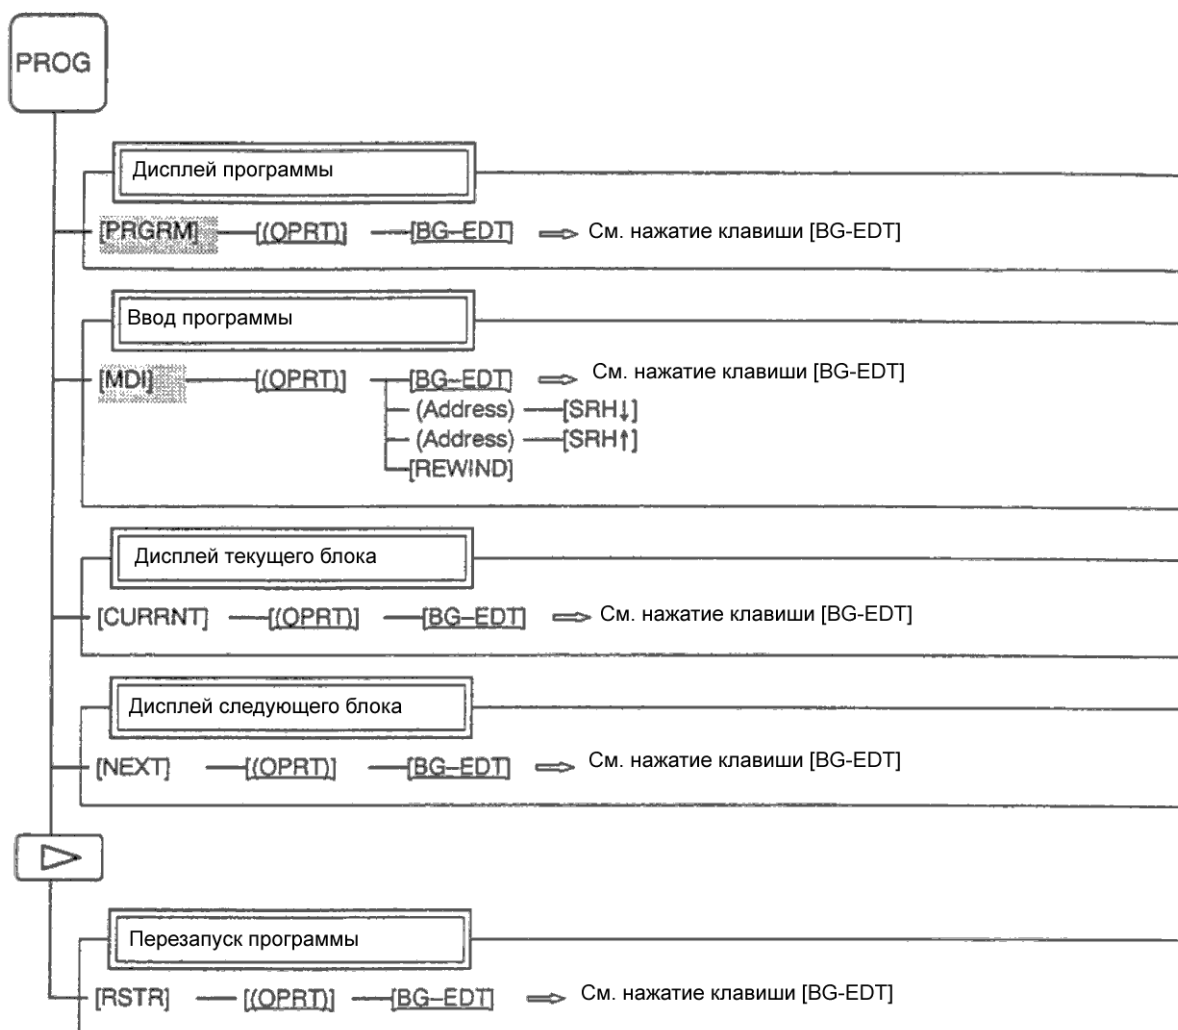 PROG
Дисплей программы
[PRGRM] [(OPRT)] [BG–EDT] См. нажатие клавиши [BG-EDT]
Ввод программы
[MDI] [(OPRT)] [BG–EDT] См. нажатие клавиши [BG-EDT]
(Address) [SRH↓]
(Address) [SRH↑]
[REWIND]
Дисплей текущего блока
[CURRNT] [(OPRT)] [BG–EDT] См. нажатие клавиши [BG-EDT]
Дисплей следующего блока
[NEXT] [(OPRT)] [BG–EDT] См. нажатие клавиши [BG-EDT]
Перезапуск программы
[RSTR] [(OPRT)] [BG–EDT] См. нажатие клавиши [BG-EDT]